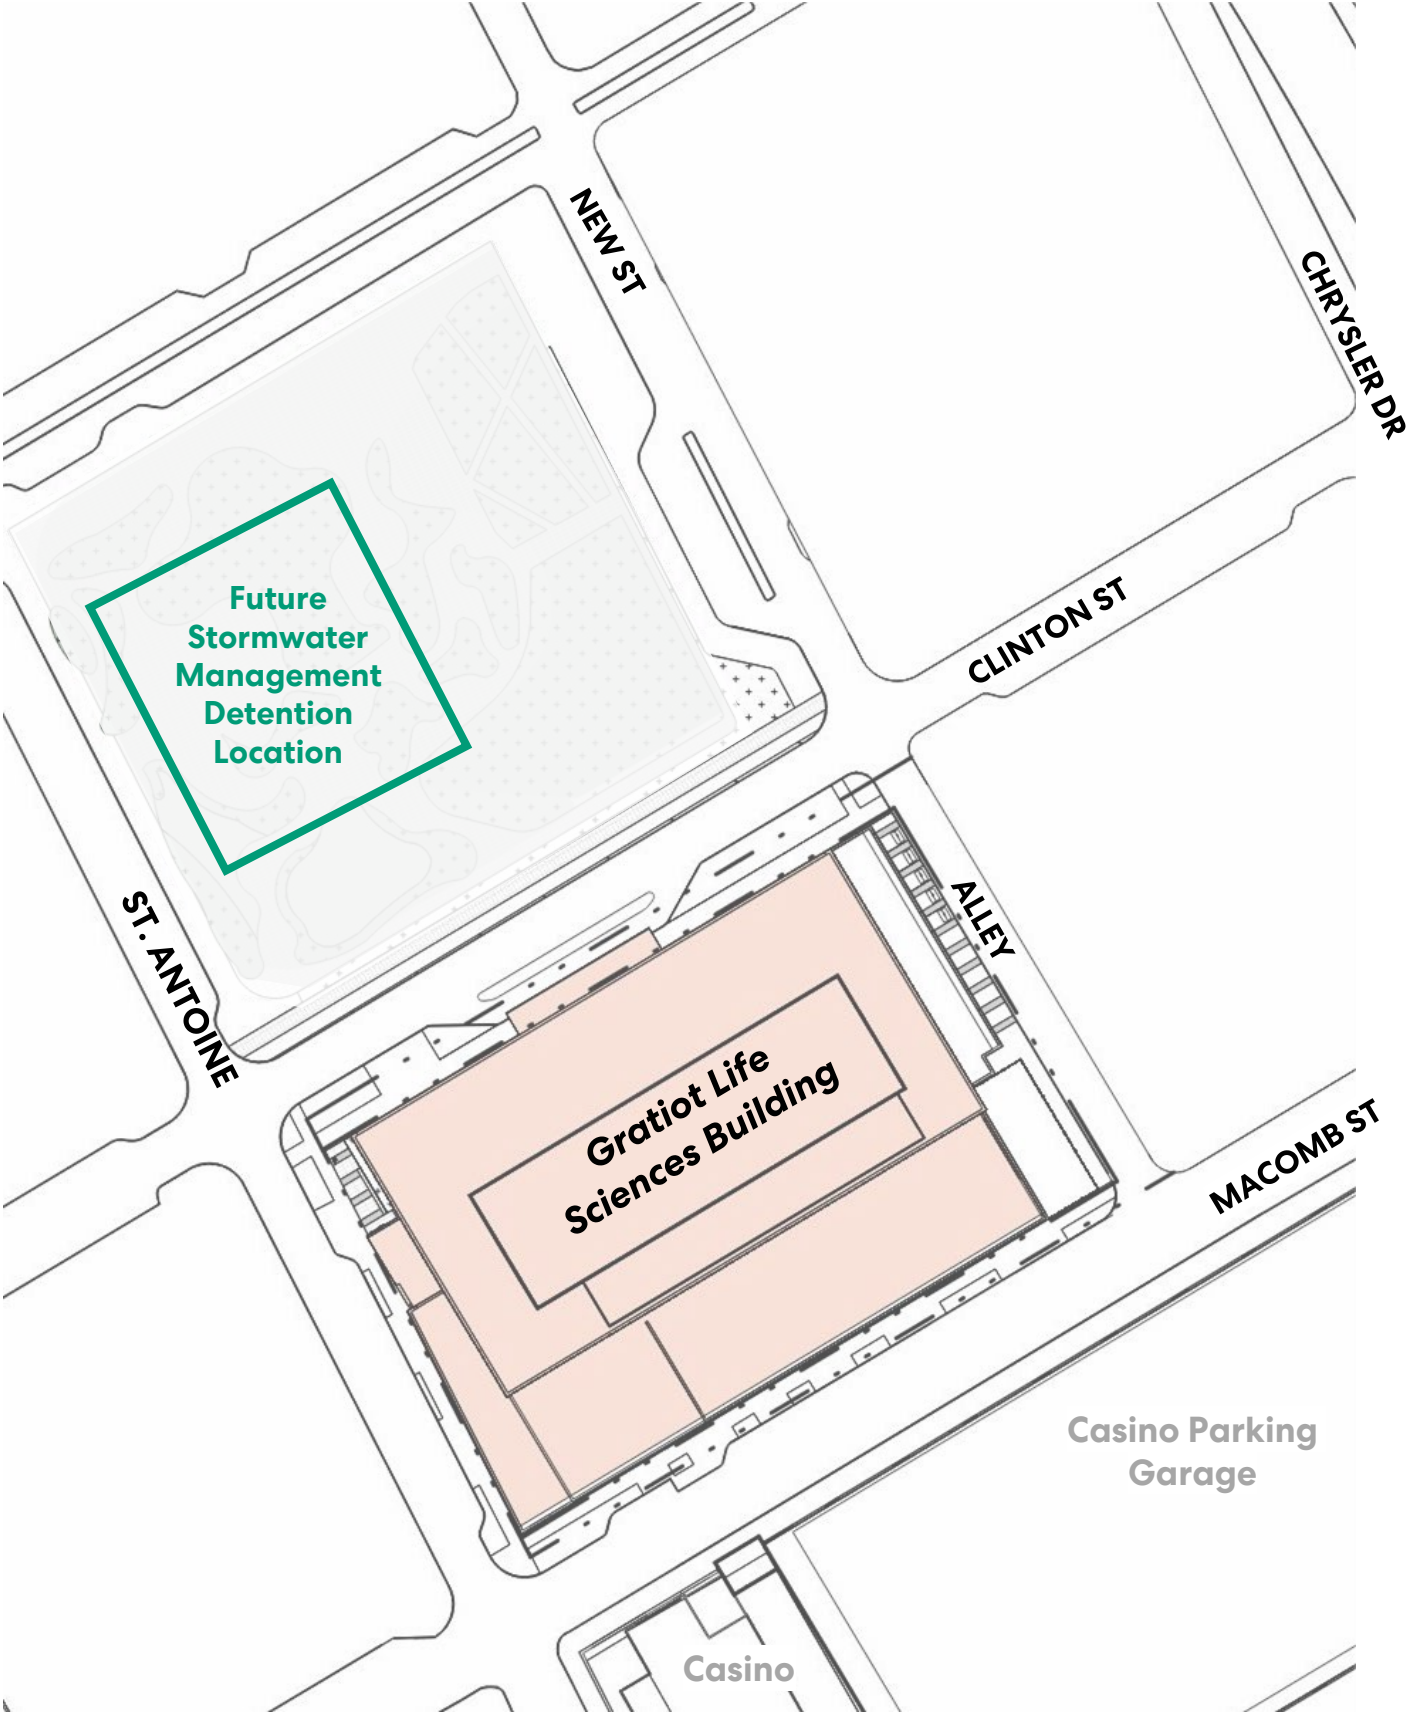 NEW ST
CHRYSLER DR
Future
Stormwater
Management
Detention
Location
CLINTON ST
ST. ANTOINE
ALLEY
Gratiot Life
Sciences Building
MACOMB ST
Casino Parking
Garage
Casino